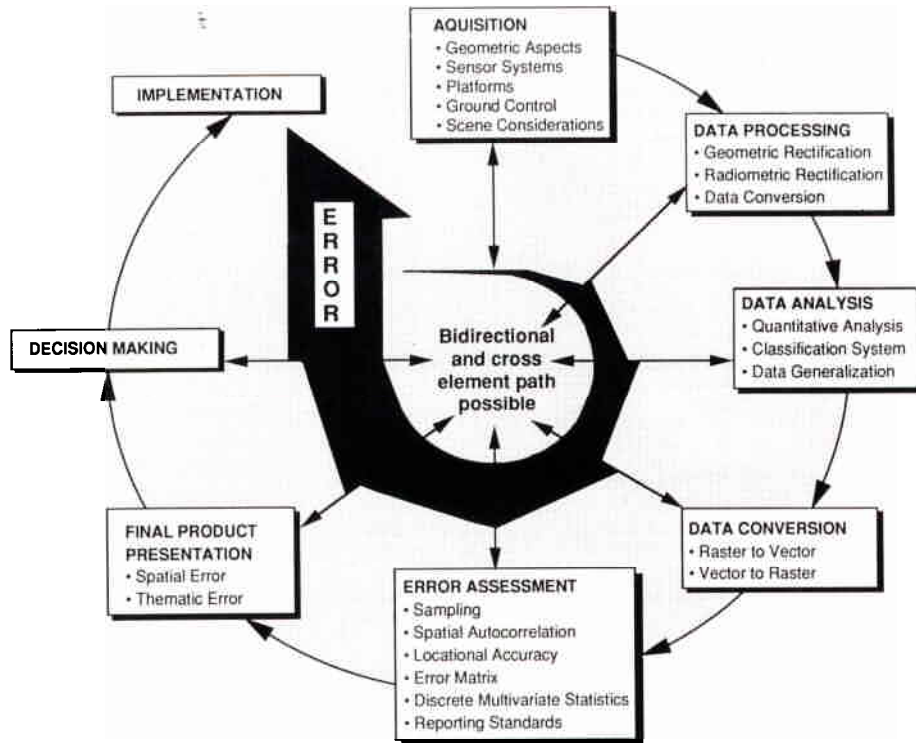 AQUISITION
• Geometric Aspects
• Sensor Systems
• Platforms
• Ground Control
• Scene Considerations
IMPLEMENTATION
DATA PROCESSING
• Geometric Rectification
• Radiometric Rectification
• Data Conversion
ERROR
DATA ANALYSIS
• Quantitative Analysis
• Classification System
• Data Generalization
Bidirectional
and cross
element path
possible
DECISION MAKING
DATA CONVERSION
• Raster to Vector
• Vector to Raster
FINAL PRODUCT
PRESENTATION
• Spatial Error
• Thematic Error
ERROR ASSESSMENT
• Sampling
• Spatial Autocorrelation
• Locational Accuracy
• Error Matrix
• Discrete Multivariate Statistics
• Reporting Standards